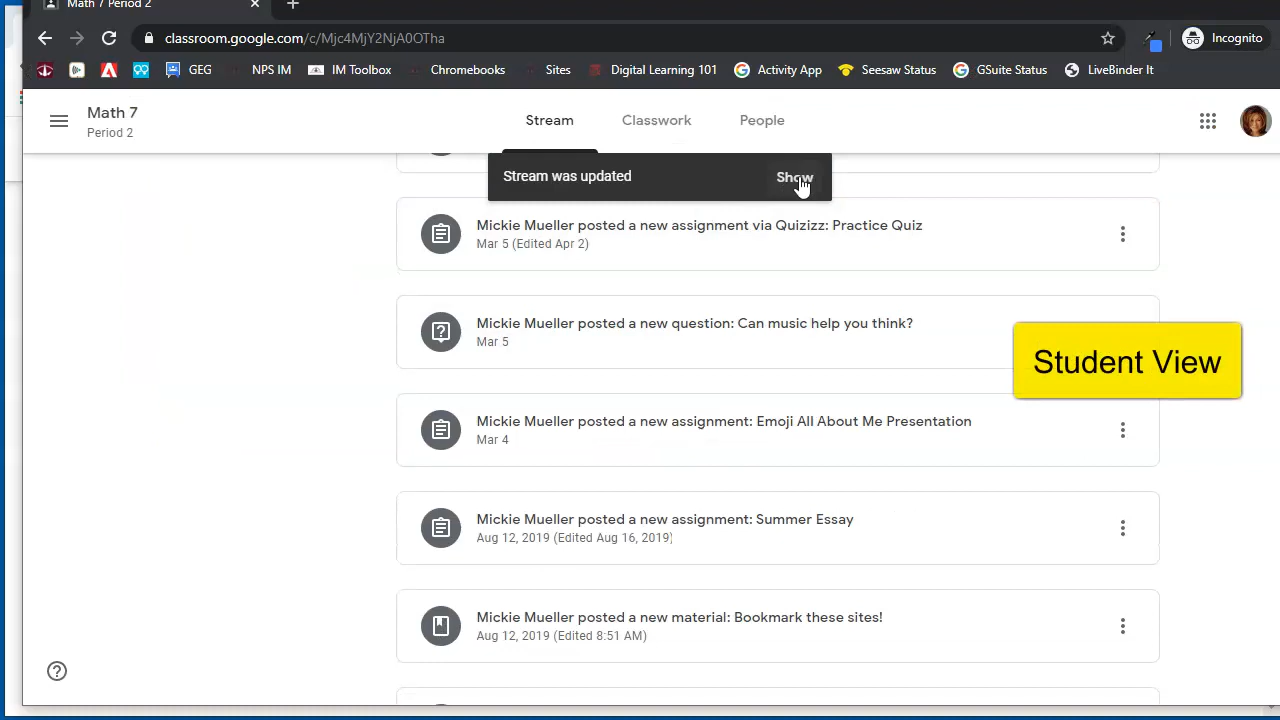 Math 7 Period 2
classroom.google.com/c/Mjc4MjY2NjA0OTha
Incognito
GEG
NPS IM
IM Toolbox
Chromebooks
Sites
Digital Learning 101
Activity App
Seesaw Status
GSuite Status
LiveBinder It
Math 7
Period 2
Stream
Classwork
People
Stream was updated
Show
Mickie Mueller posted a new assignment via Quizizz: Practice Quiz
Mar 5 (Edited Apr 2)
Mickie Mueller posted a new question: Can music help you think?
Mar 5
Student View
Mickie Mueller posted a new assignment: Emoji All About Me Presentation
Mar 4
Mickie Mueller posted a new assignment: Summer Essay
Aug 12, 2019 (Edited Aug 16, 2019)
Mickie Mueller posted a new material: Bookmark these sites!
Aug 12, 2019 (Edited 8:51 AM)